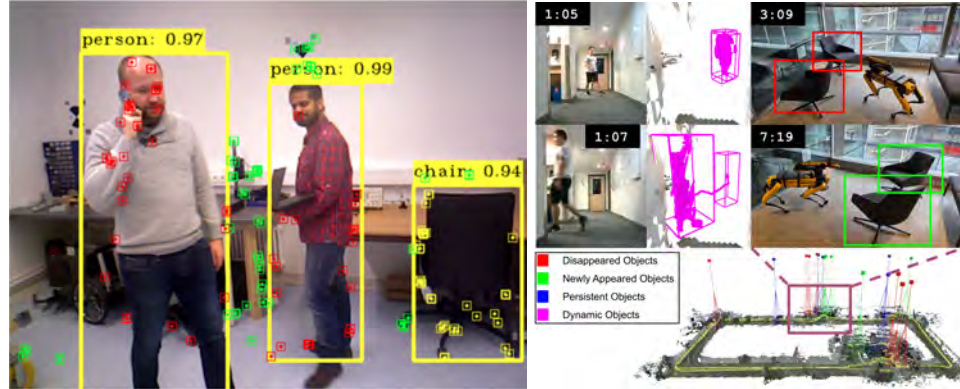 person: 0.97
person: 0.99
chair: 0.94
1:05
3:09
1:07
7:19
Disappeared Objects
Newly Appeared Objects
Persistent Objects
Dynamic Objects